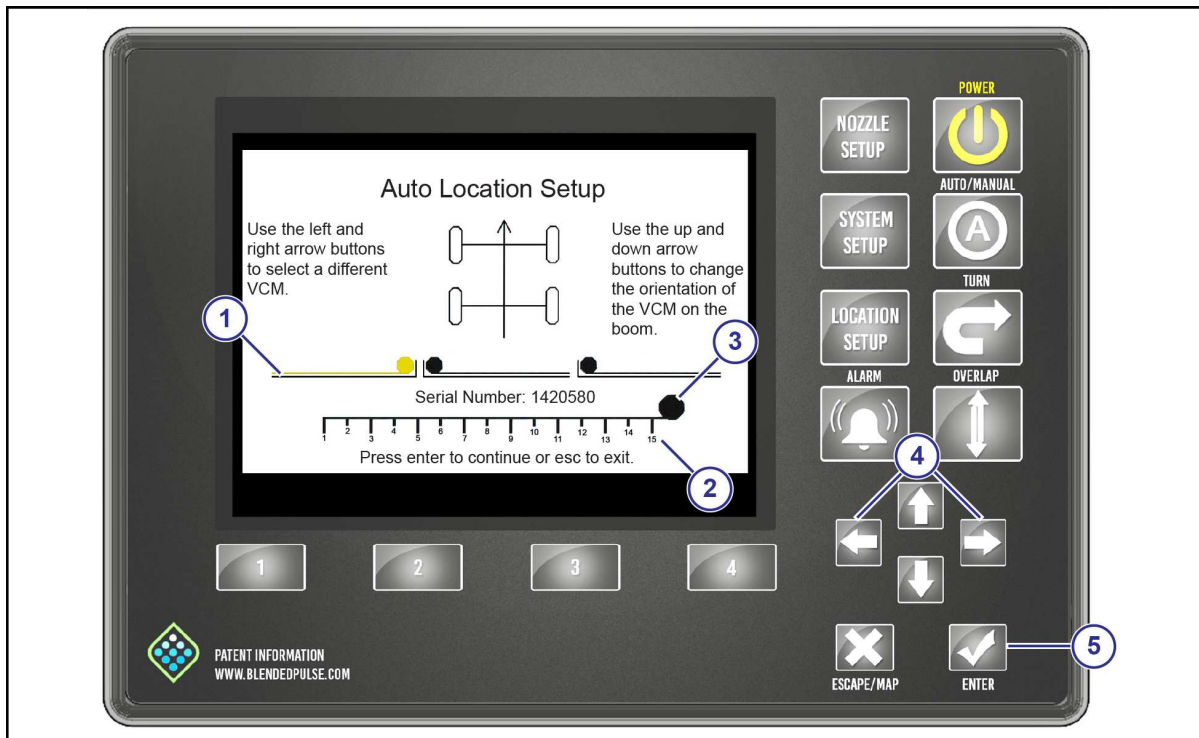 POWER
NOZZLE
SETUP
AUTO/MANUAL
SYSTEM
SETUP
A
TURN
LOCATION
SETUP
ALARM
OVERLAP
Auto Location Setup
Use the left and
right arrow buttons
to select a different
VCM.
Use the up and
down arrow
buttons to change
the orientation of
the VCM on the
boom.
1
3
Serial Number: 1420580
1 2 3 4 5 6 7 8 9 10 11 12 13 14 15
Press enter to continue or esc to exit.
2
4
1 2 3 4
5
PATENT INFORMATION
WWW.BLENDEDPULSE.COM
ESCAPE/MAP
ENTER